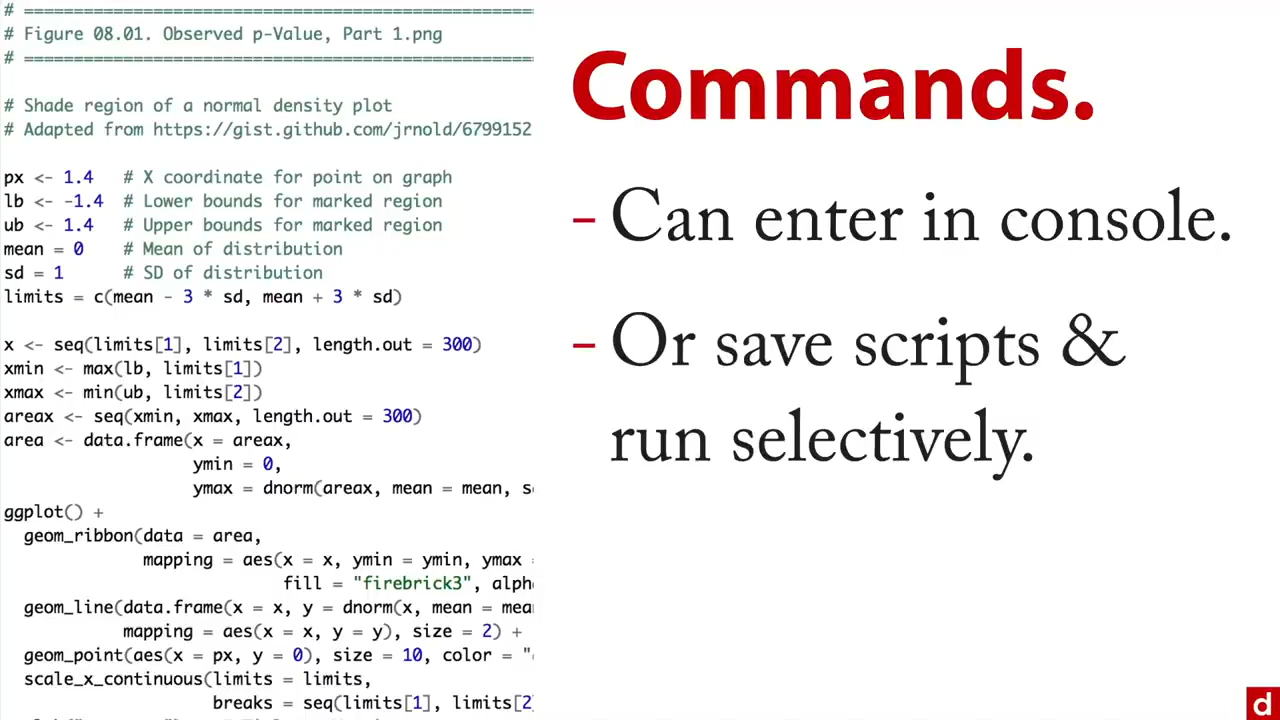 # ====================================================
# Figure 08.01. Observed p-Value, Part 1.png
# ====================================================
# Shade region of a normal density plot
# Adapted from https://gist.github.com/jrnold/6799152
px <- 1.4   # X coordinate for point on graph
lb <- -1.4  # Lower bounds for marked region
ub <- 1.4   # Upper bounds for marked region
mean = 0    # Mean of distribution
sd = 1      # SD of distribution
limits = c(mean - 3 * sd, mean + 3 * sd)
x <- seq(limits[1], limits[2], length.out = 300)
xmin <- max(lb, limits[1])
xmax <- min(ub, limits[2])
areax <- seq(xmin, xmax, length.out = 300)
area <- data.frame(x = areax,
ymin = 0,
ymax = dnorm(areax, mean = mean, s
ggplot() +
geom_ribbon(data = area,
mapping = aes(x = x, ymin = ymin, ymax =
fill = "firebrick3", alph
geom_line(data.frame(x = x, y = dnorm(x, mean = mea
mapping = aes(x = x, y = y), size = 2) +
geom_point(aes(x = px, y = 0), size = 10, color = "
scale_x_continuous(limits = limits,
breaks = seq(limits[1], limits[2]
Commands.
– Can enter in console.
– Or save scripts &
run selectively.
d